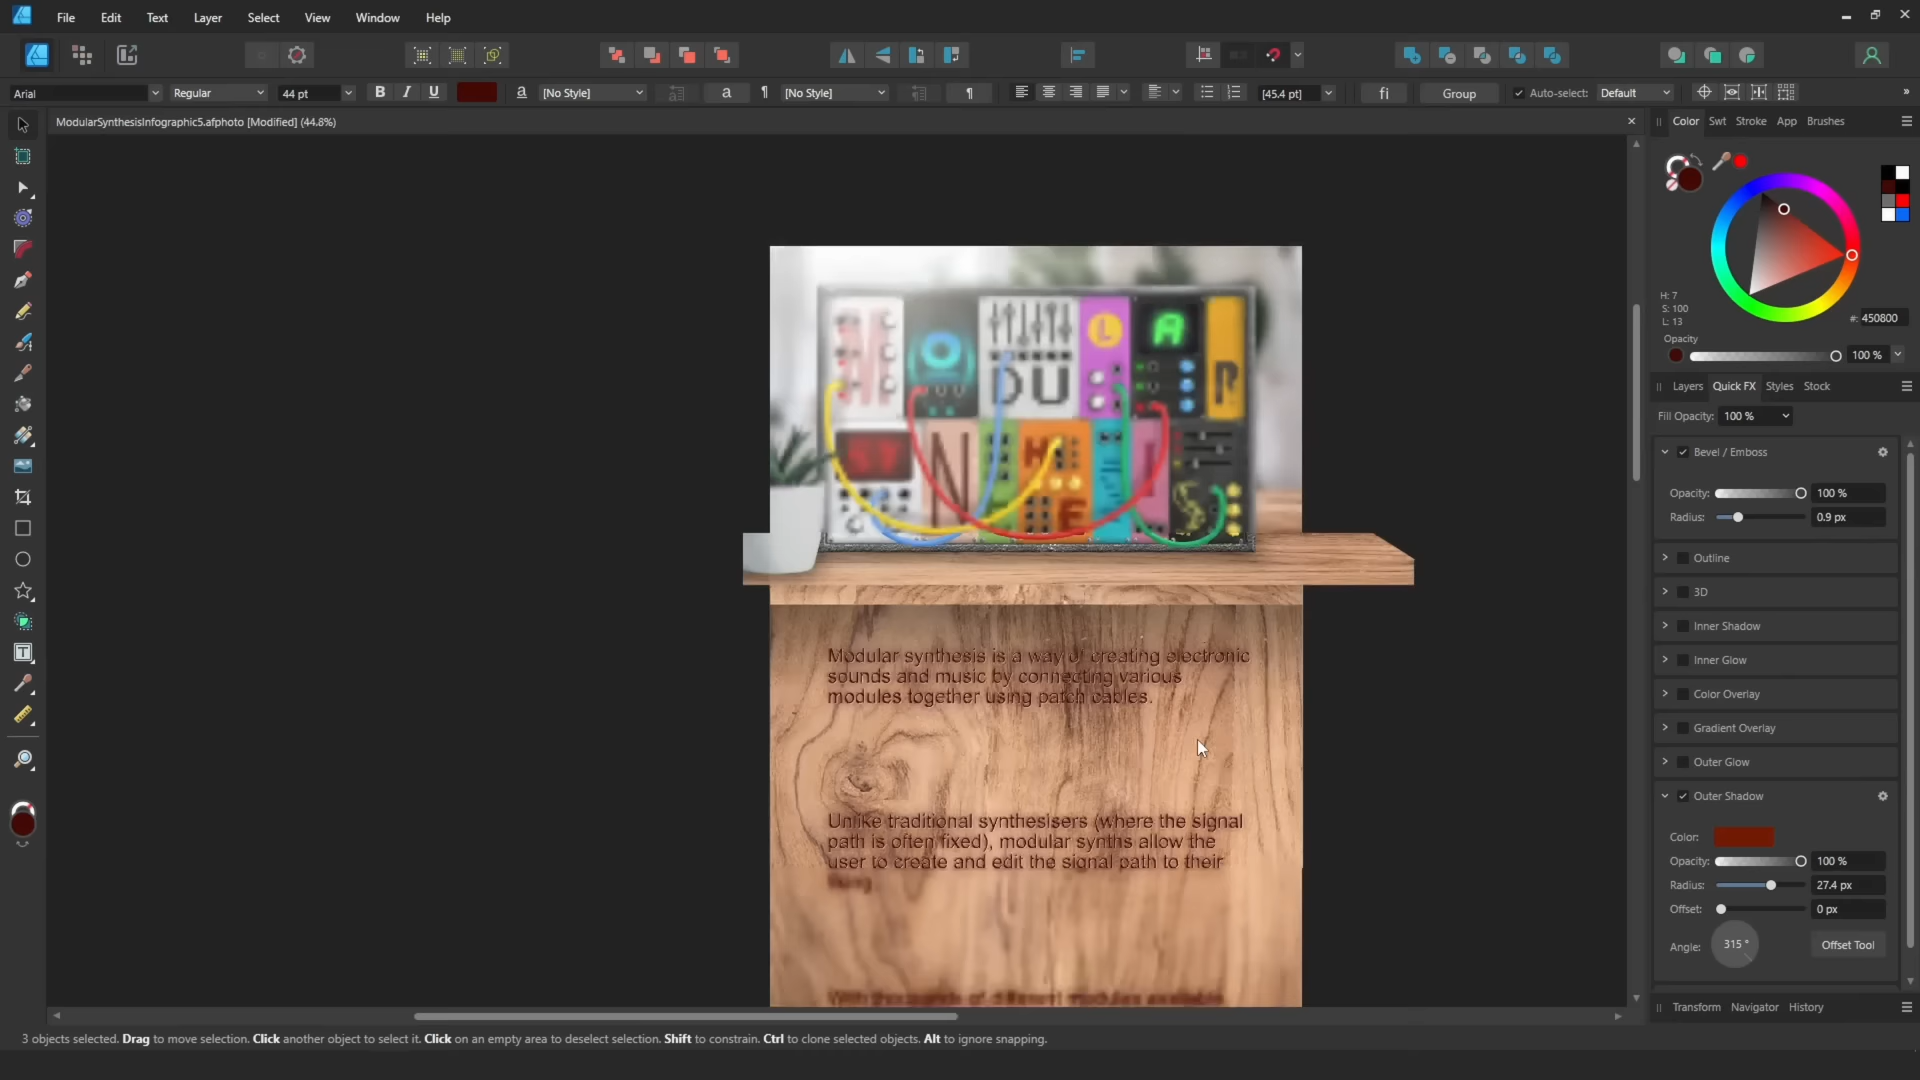 File Edit Text Layer Select View Window Help
Arial Regular 44 pt B I U a [No Style] a ¶ [No Style] ¶ [45.4 pt] fi Group Auto-select: Default »
ModularSynthesisInfographic5.afphoto [Modified] (44.8%)
Color Swt Stroke App Brushes
H: 7
S: 100
L: 13
#: 450800
Opacity
100 %
Layers Quick FX Styles Stock
Fill Opacity: 100 %
Bevel / Emboss
Opacity: 100 %
Radius: 0.9 px
Outline
3D
Inner Shadow
Inner Glow
Color Overlay
Gradient Overlay
Outer Glow
Outer Shadow
Color:
Opacity: 100 %
Radius: 27.4 px
Offset: 0 px
Angle: 315 ° Offset Tool
Transform Navigator History
M O DU L A R
SY N T H E S I S
Modular synthesis is a way of creating electronic
sounds and music by connecting various
modules together using patch cables.
Unlike traditional synthesisers (where the signal
path is often fixed), modular synths allow the
user to create and edit the signal path to their
With thousands of different modules available
3 objects selected. Drag to move selection. Click another object to select it. Click on an empty area to deselect selection. Shift to constrain. Ctrl to clone selected objects. Alt to ignore snapping.